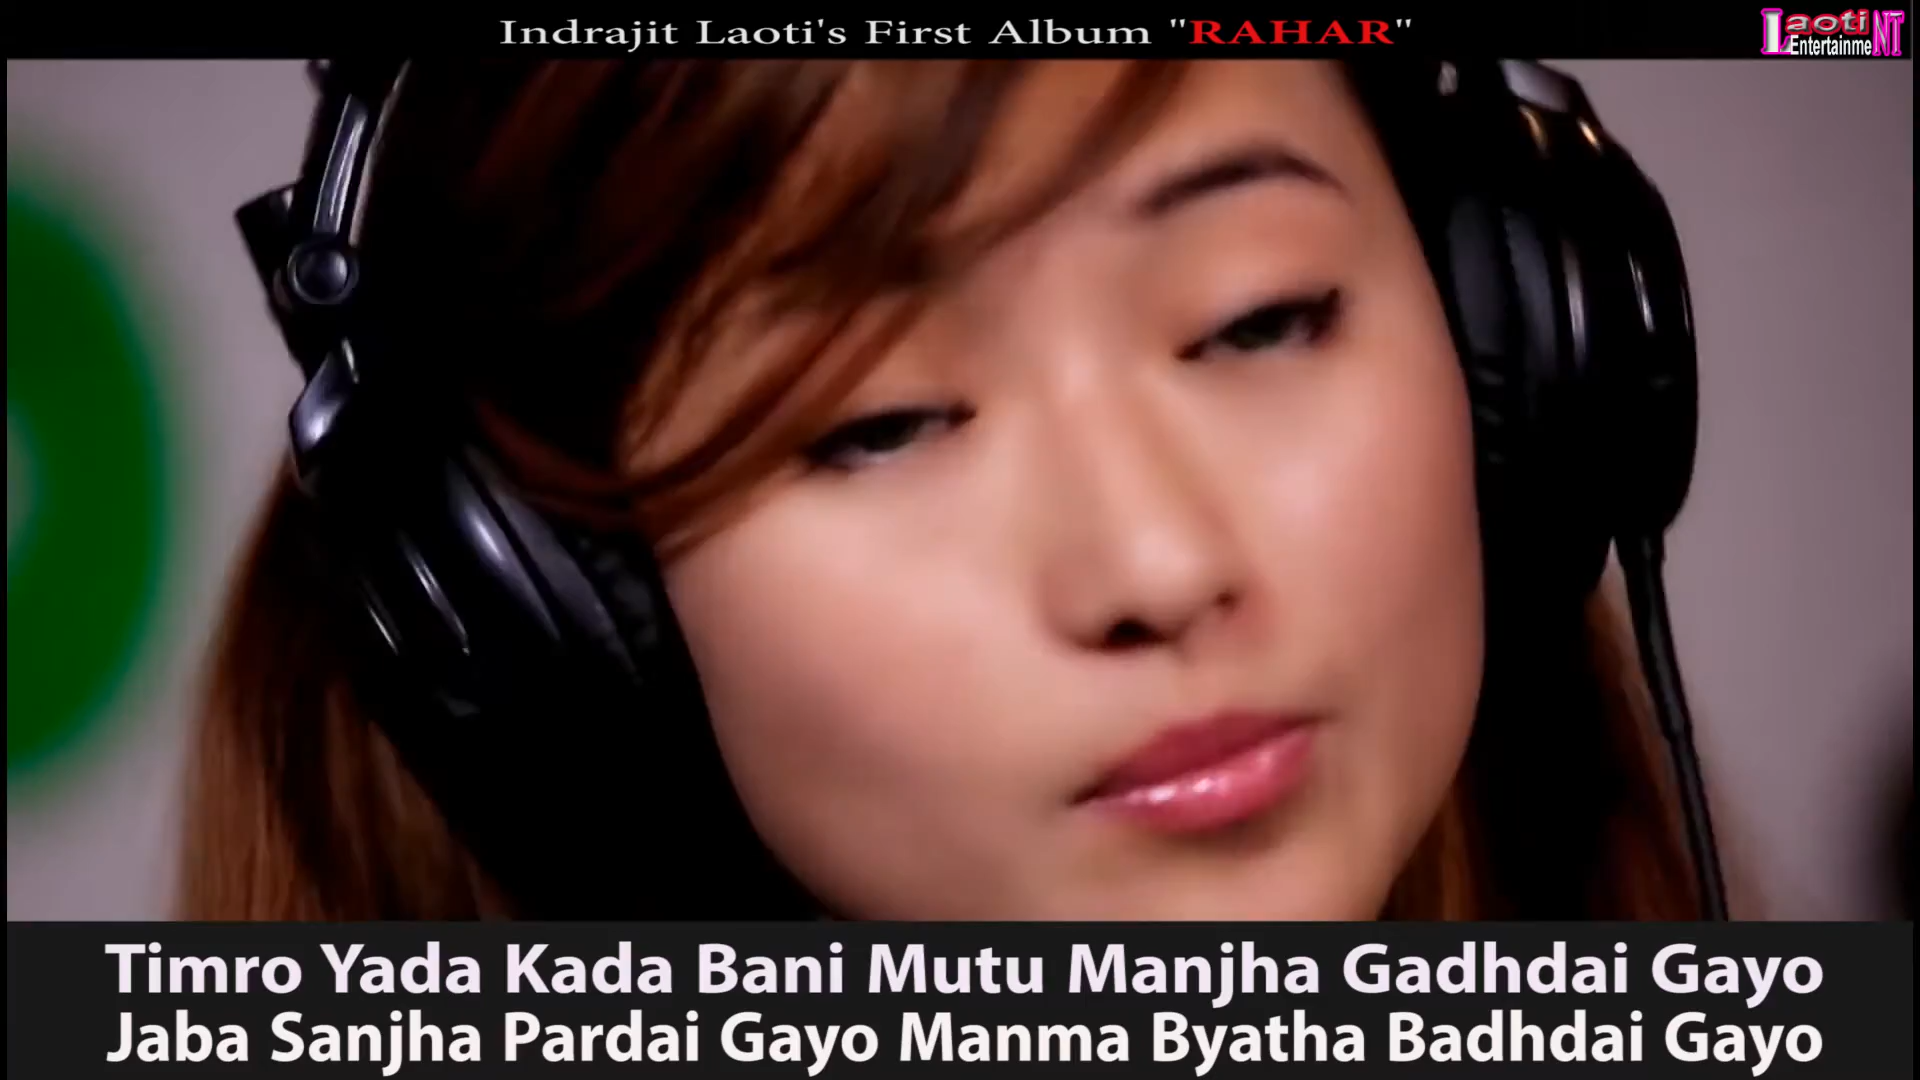 Indrajit Laoti's First Album "RAHAR"
Laoti
EntertainmeNT
Timro Yada Kada Bani Mutu Manjha Gadhdai Gayo
Jaba Sanjha Pardai Gayo Manma Byatha Badhdai Gayo